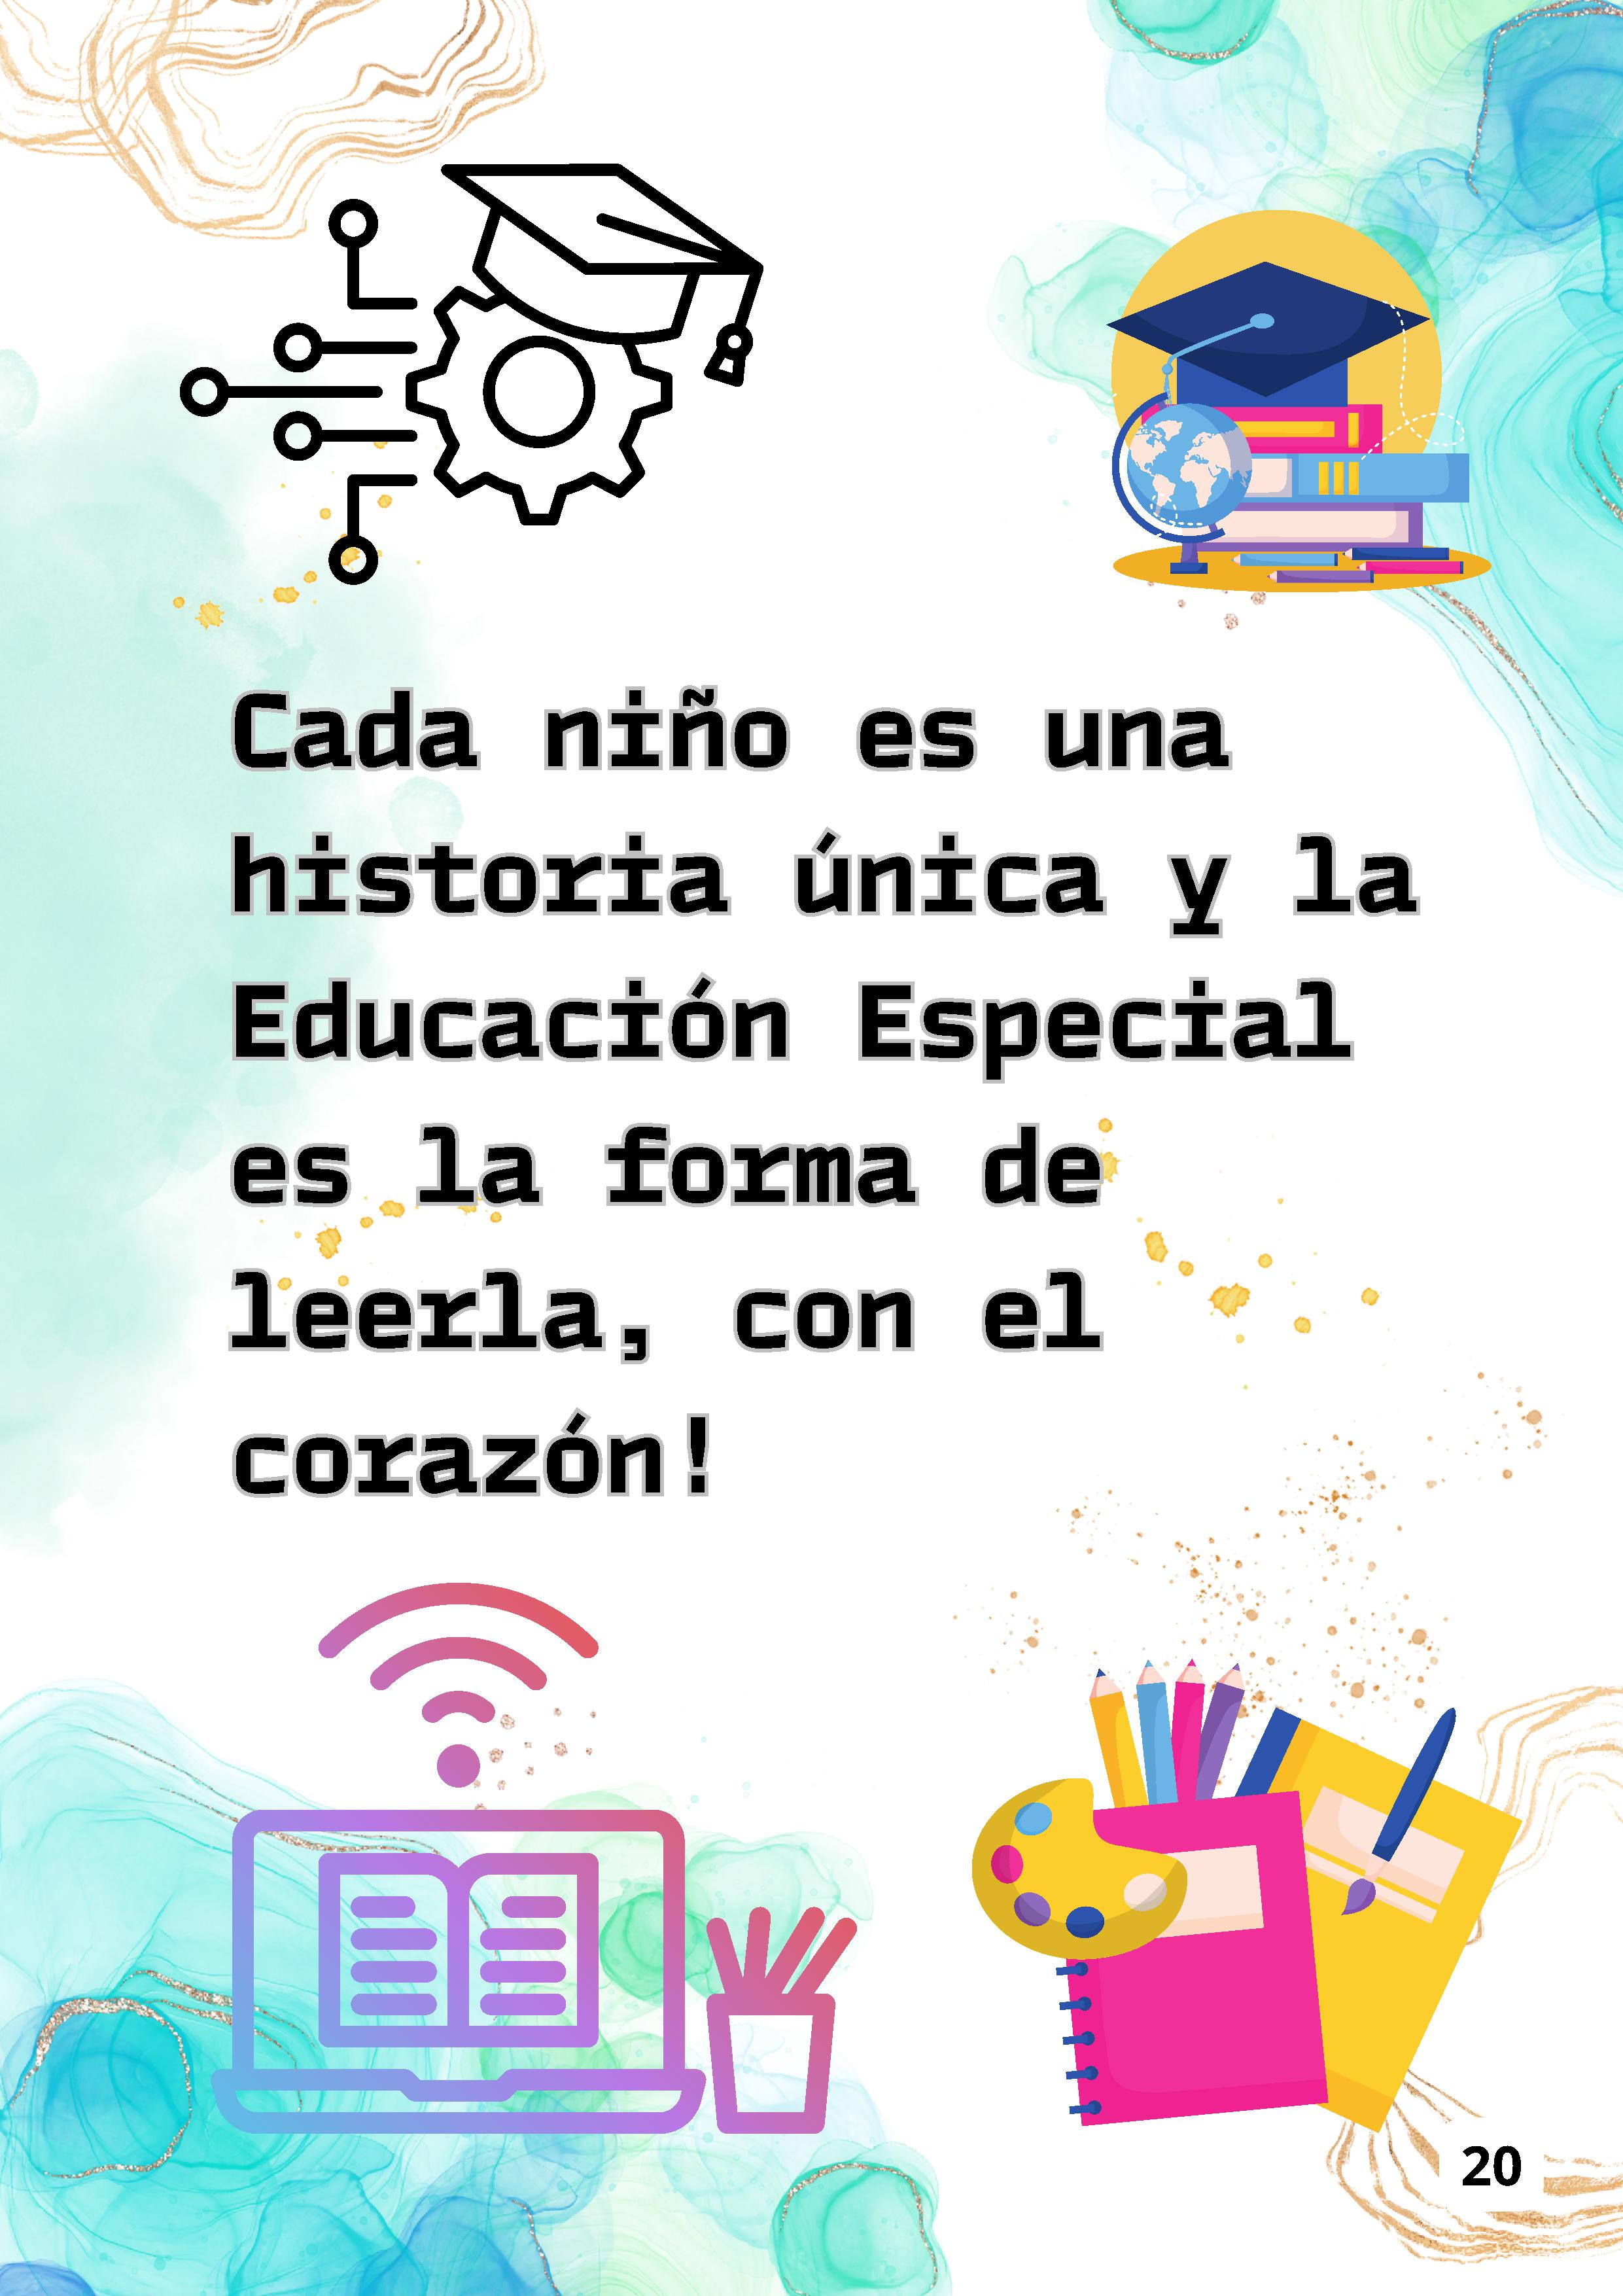 Cada niño es una
historia única y la
Educación Especial
es la forma de
leerla, con el
corazón!
20